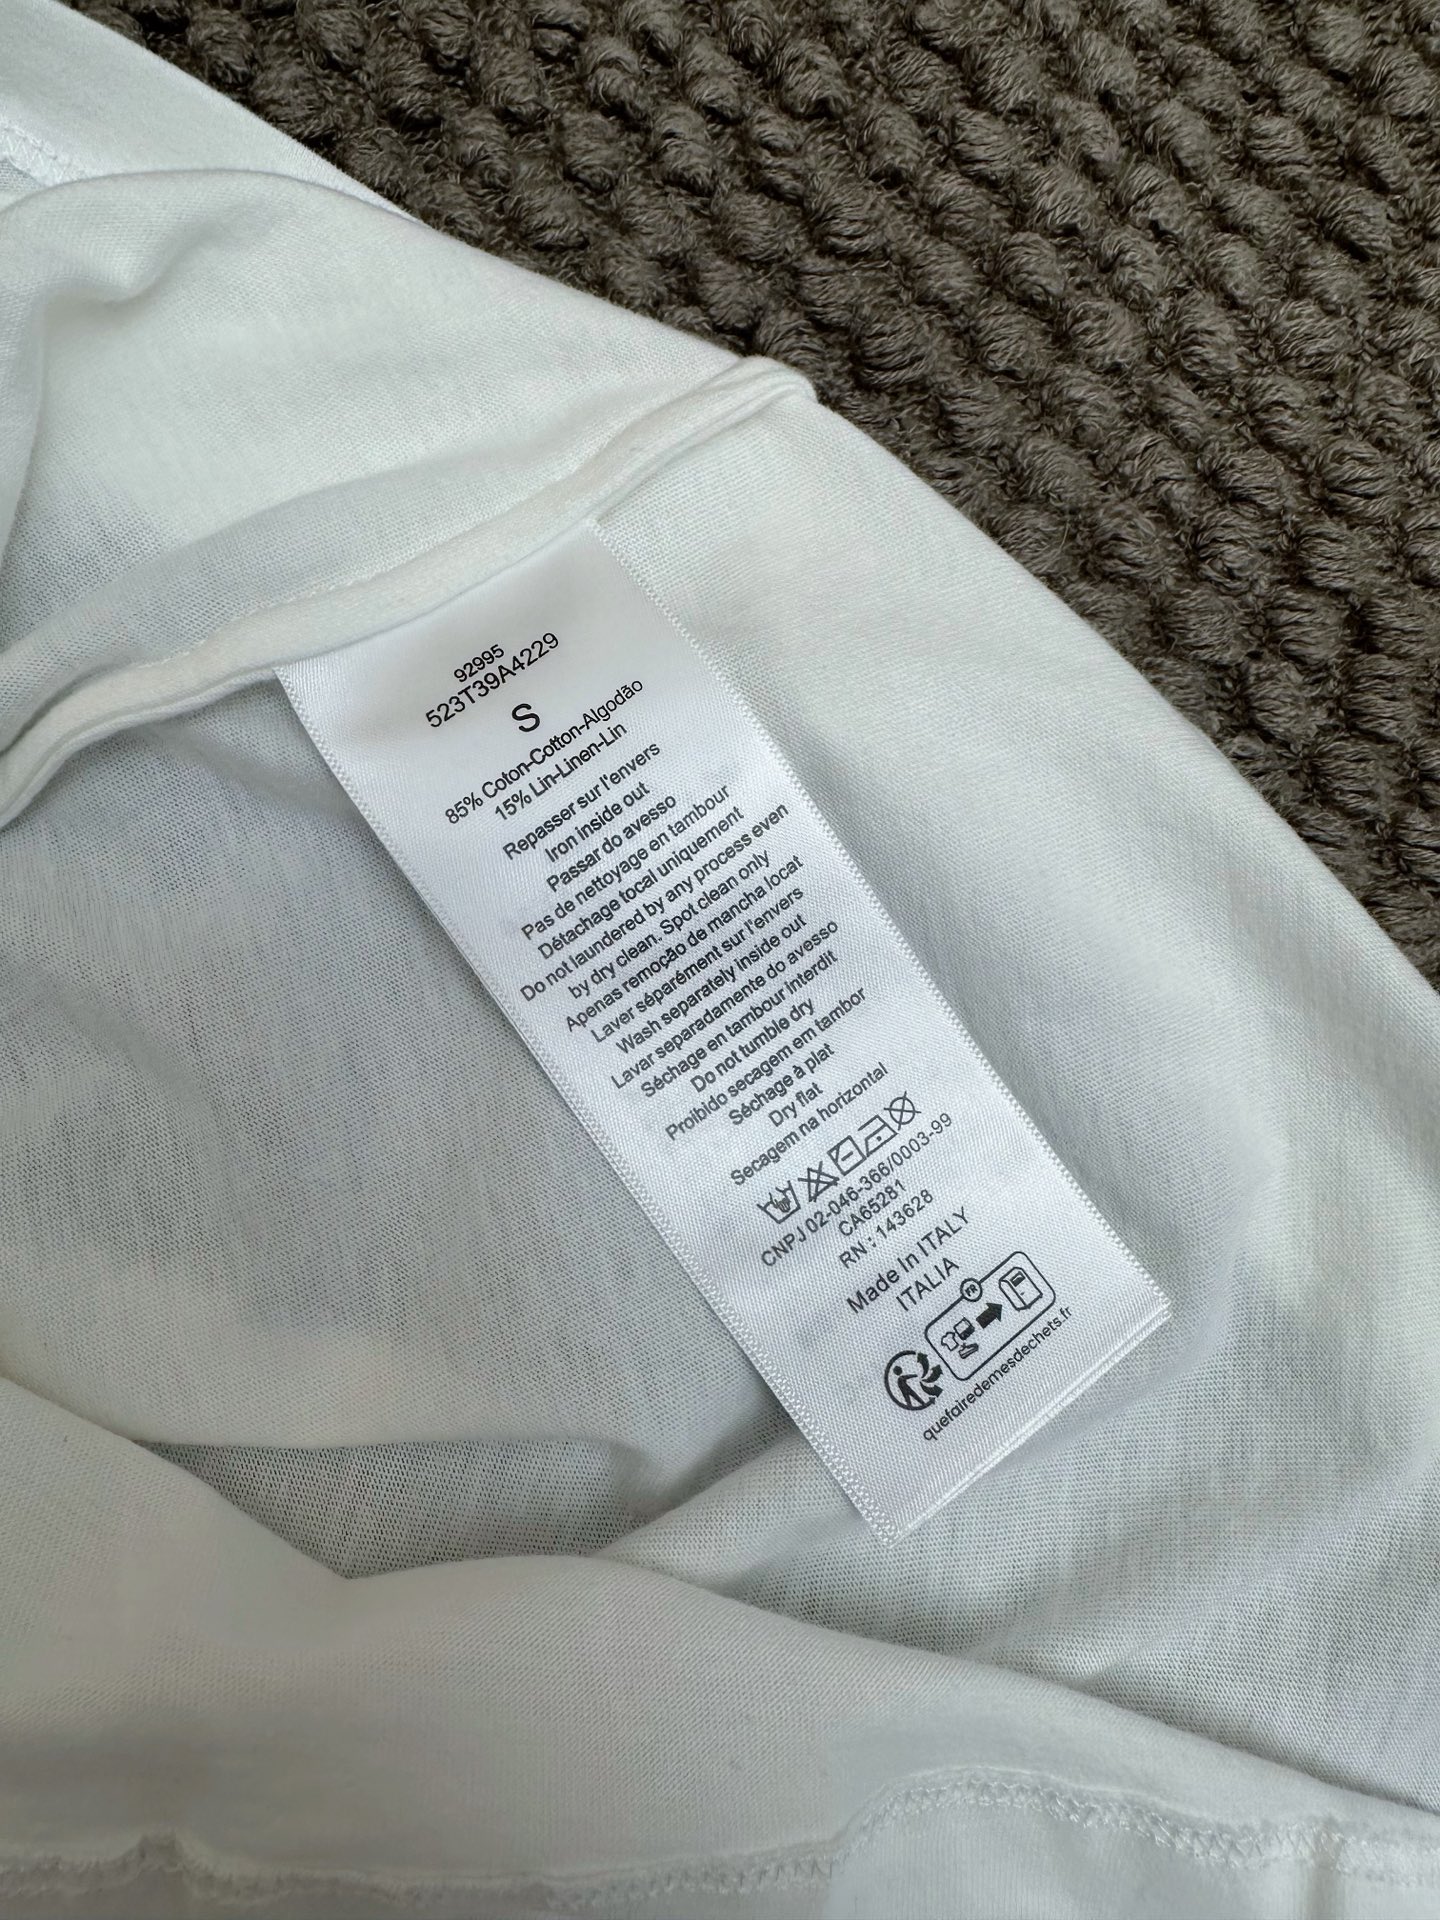 92995
523T39A4229
S
85% Coton-Cotton-Algodão
15% Lin-Linen-Lin
Repasser sur l'envers
Iron inside out
Passar do avesso
Pas de nettoyage en tambour
Détachage tocal uniquement
Do not laundered by any process even
by dry clean. Spot clean only
Apenas remoção de mancha locat
Laver séparément sur l'envers
Wash separately inside out
Lavar separadamente do avesso
Séchage en tambour interdit
Do not tumble dry
Proibido secagem em tambor
Séchage à plat
Dry flat
Secagem na horizontal
CNPJ 02-046-366/0003-99
CA65281
RN : 143628
Made In ITALY
ITALIA
FR
quefairedemesdechets.fr